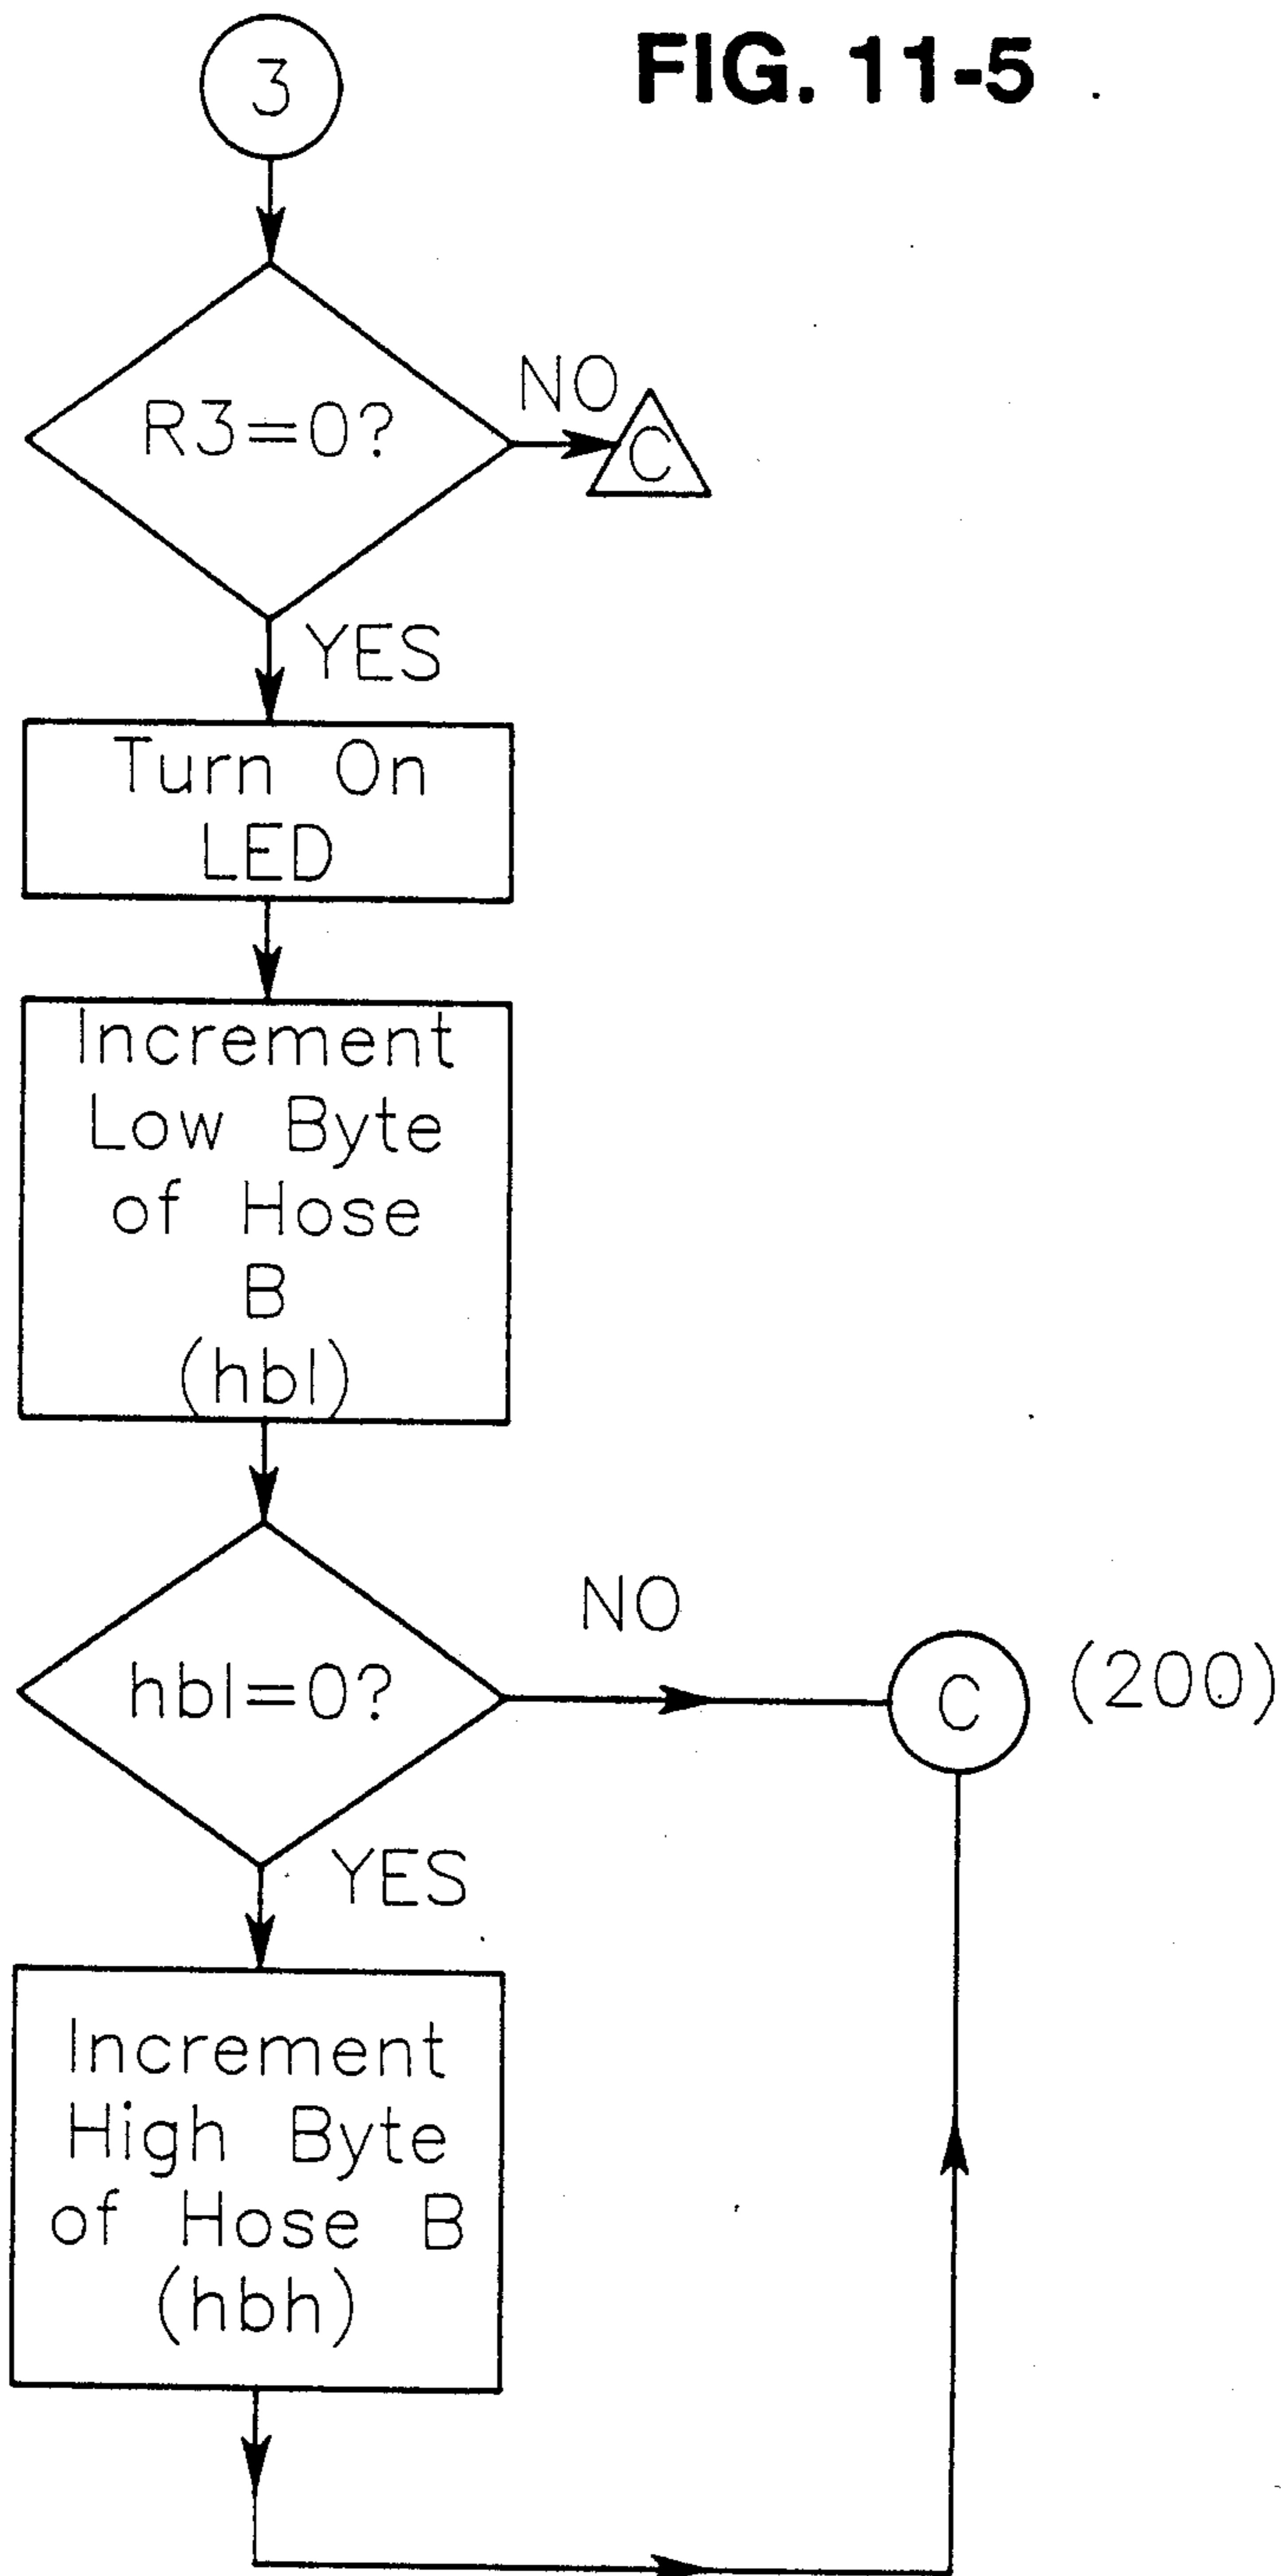 FIG. 11-5
3
R3=0?
NO
C
YES
Turn On
LED
Increment
Low Byte
of Hose
B
(hbl)
hbl=0?
NO
C
(200)
YES
Increment
High Byte
of Hose B
(hbh)